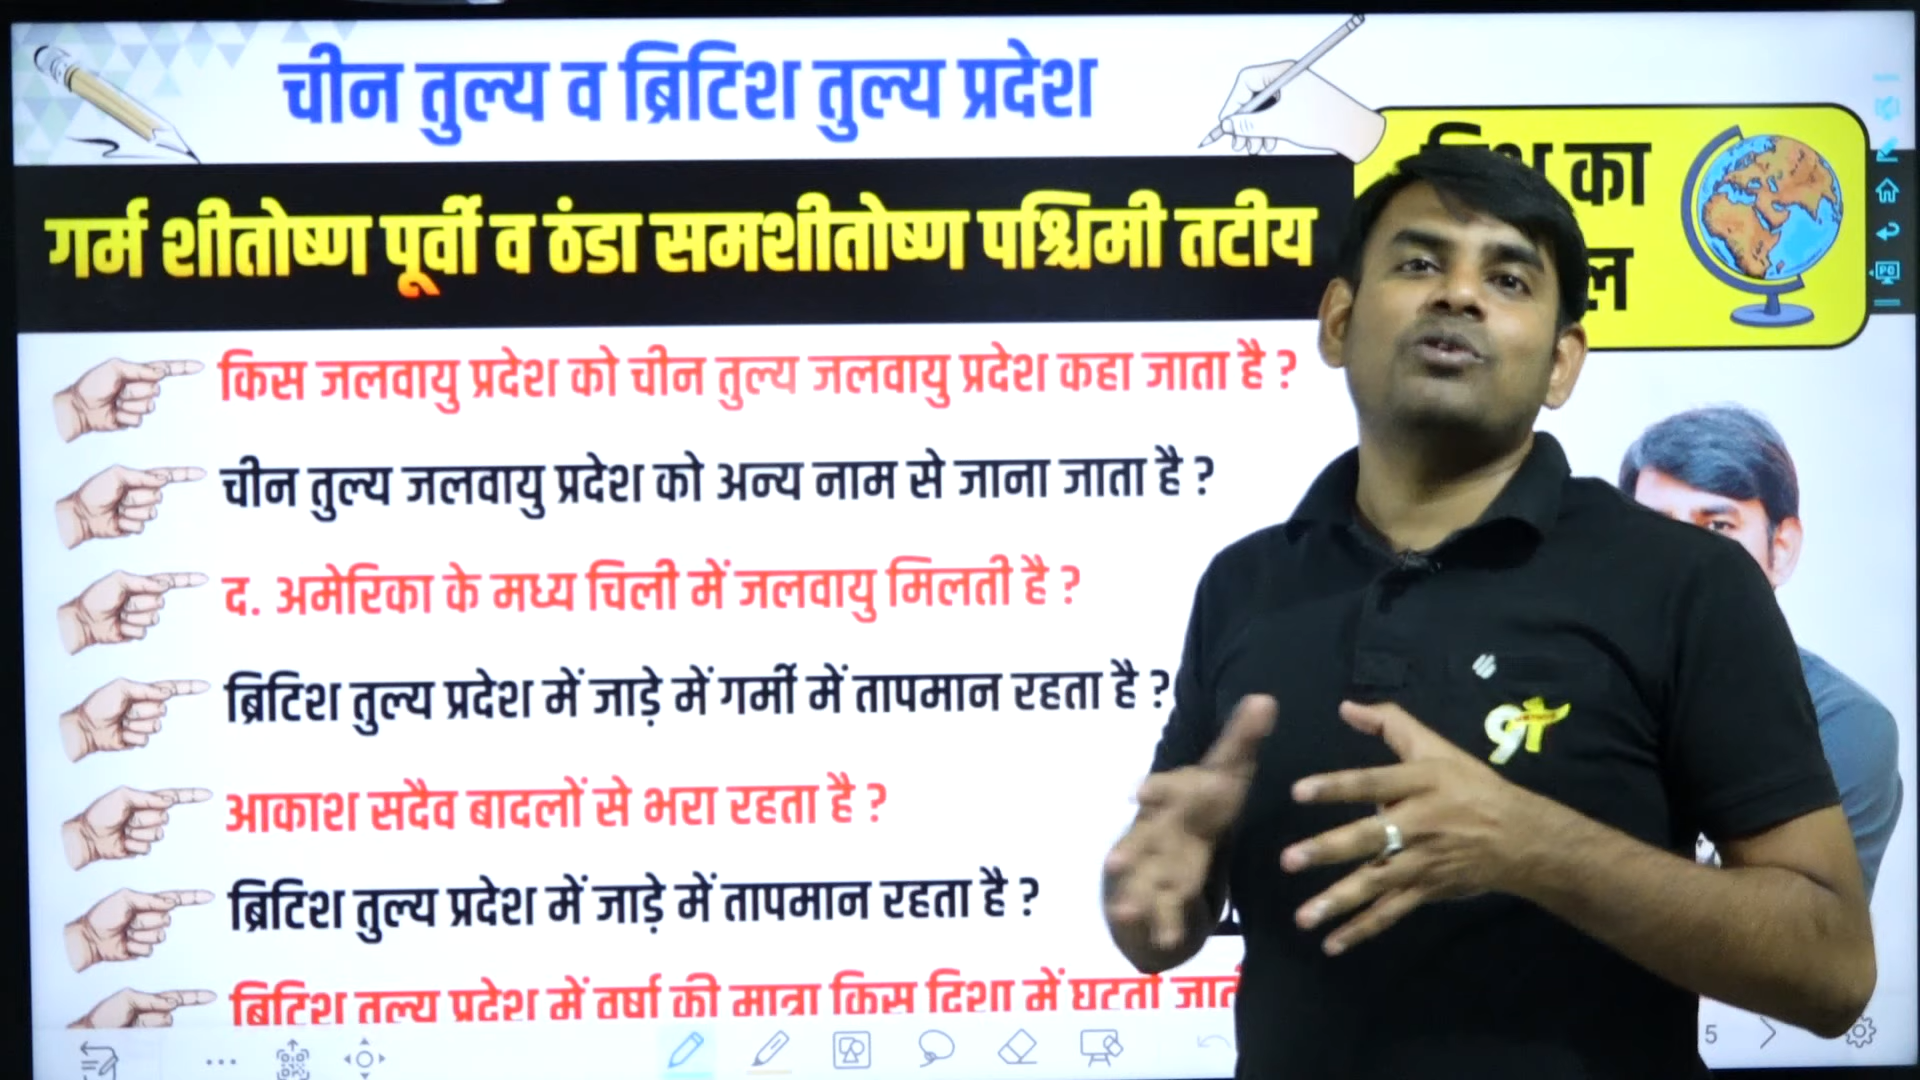 चीन तुल्य व ब्रिटिश तुल्य प्रदेश
का
गर्म शीतोष्ण पूर्वी व ठंडा समशीतोष्ण पश्चिमी तटीय
किस जलवायु प्रदेश को चीन तुल्य जलवायु प्रदेश कहा जाता है ?
चीन तुल्य जलवायु प्रदेश को अन्य नाम से जाना जाता है ?
द. अमेरिका के मध्य चिली में जलवायु मिलती है ?
ब्रिटिश तुल्य प्रदेश में जाड़े में गर्मी में तापमान रहता है ?
आकाश सदैव बादलों से भरा रहता है ?
ब्रिटिश तुल्य प्रदेश में जाड़े में तापमान रहता है ?
ब्रिटिश तुल्य प्रदेश में वर्षा की मात्रा किस दिशा में घटती
5